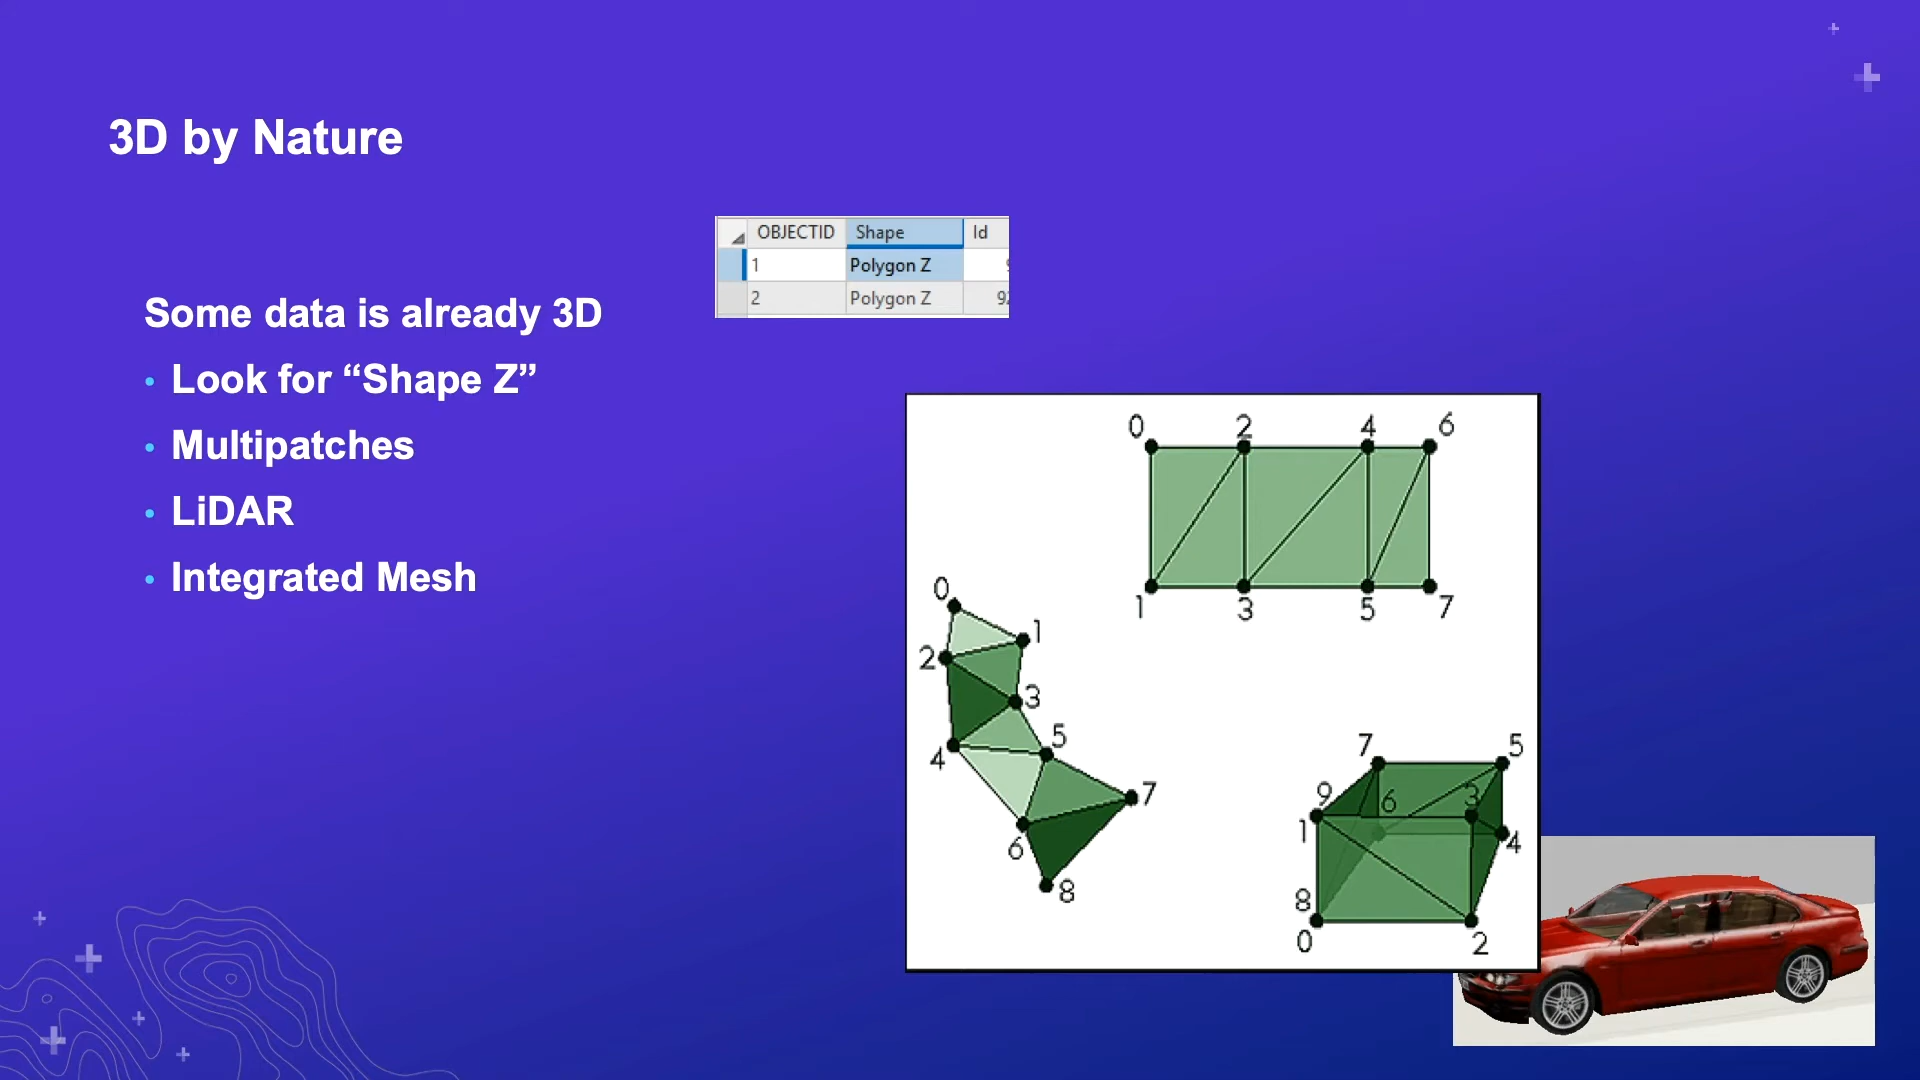 3D by Nature
OBJECTID Shape Id
1 Polygon Z
2 Polygon Z
Some data is already 3D
• Look for “Shape Z”
• Multipatches
• LiDAR
• Integrated Mesh
0 2 4 6
1 3 5 7
0
1
2
3
5
4
7
6
8
7 5
9 6 3
1 4
8
0 2